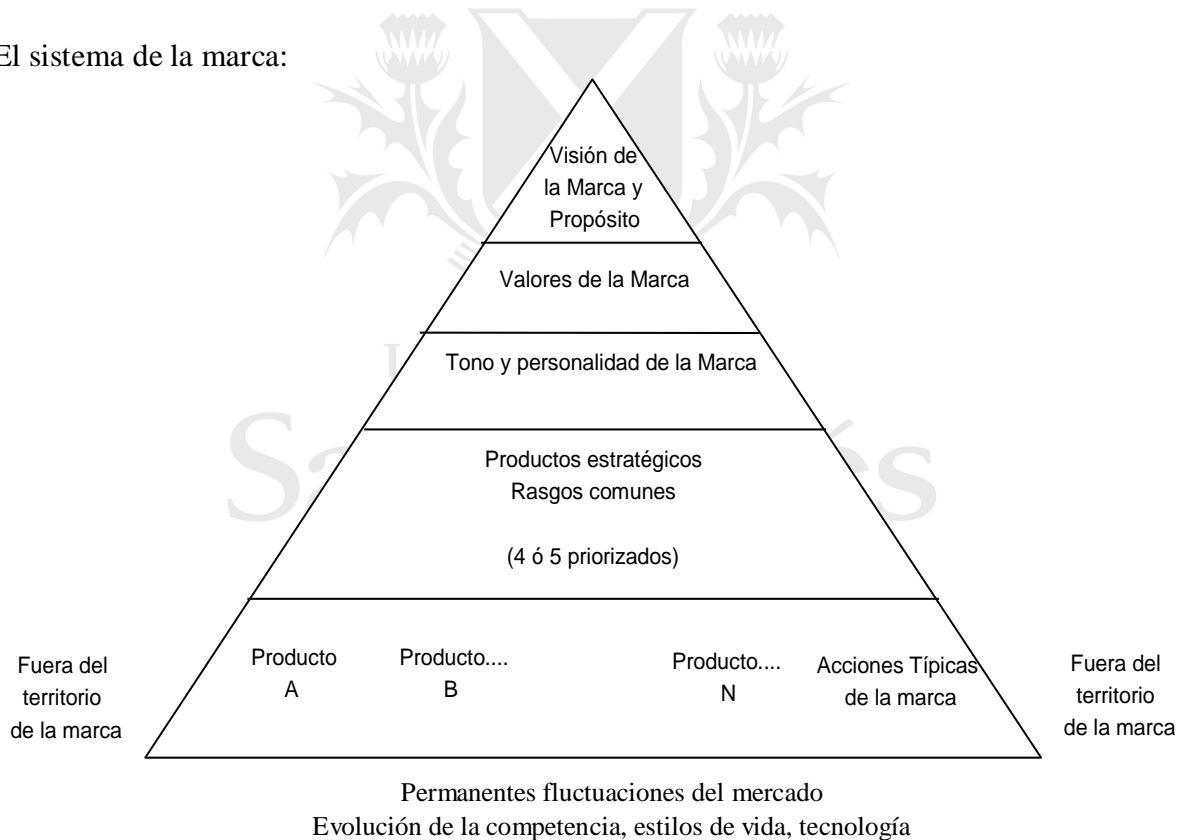 El sistema de la marca:
Visión de
la Marca y
Propósito
Valores de la Marca
Tono y personalidad de la Marca
Productos estratégicos
Rasgos comunes
(4 ó 5 priorizados)
Fuera del
territorio
de la marca
Producto
A
Producto....
B
Producto....
N
Acciones Típicas
de la marca
Fuera del
territorio
de la marca
Permanentes fluctuaciones del mercado
Evolución de la competencia, estilos de vida, tecnología